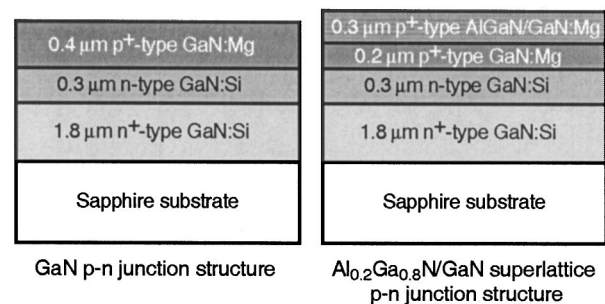 0.4 µm p⁺-type GaN:Mg
0.3 µm n-type GaN:Si
1.8 µm n⁺-type GaN:Si
Sapphire substrate
GaN p-n junction structure
0.3 µm p⁺-type AlGaN/GaN:Mg
0.2 µm p⁺-type GaN:Mg
0.3 µm n-type GaN:Si
1.8 µm n⁺-type GaN:Si
Sapphire substrate
Al₀.₂Ga₀.₈N/GaN superlattice
p-n junction structure